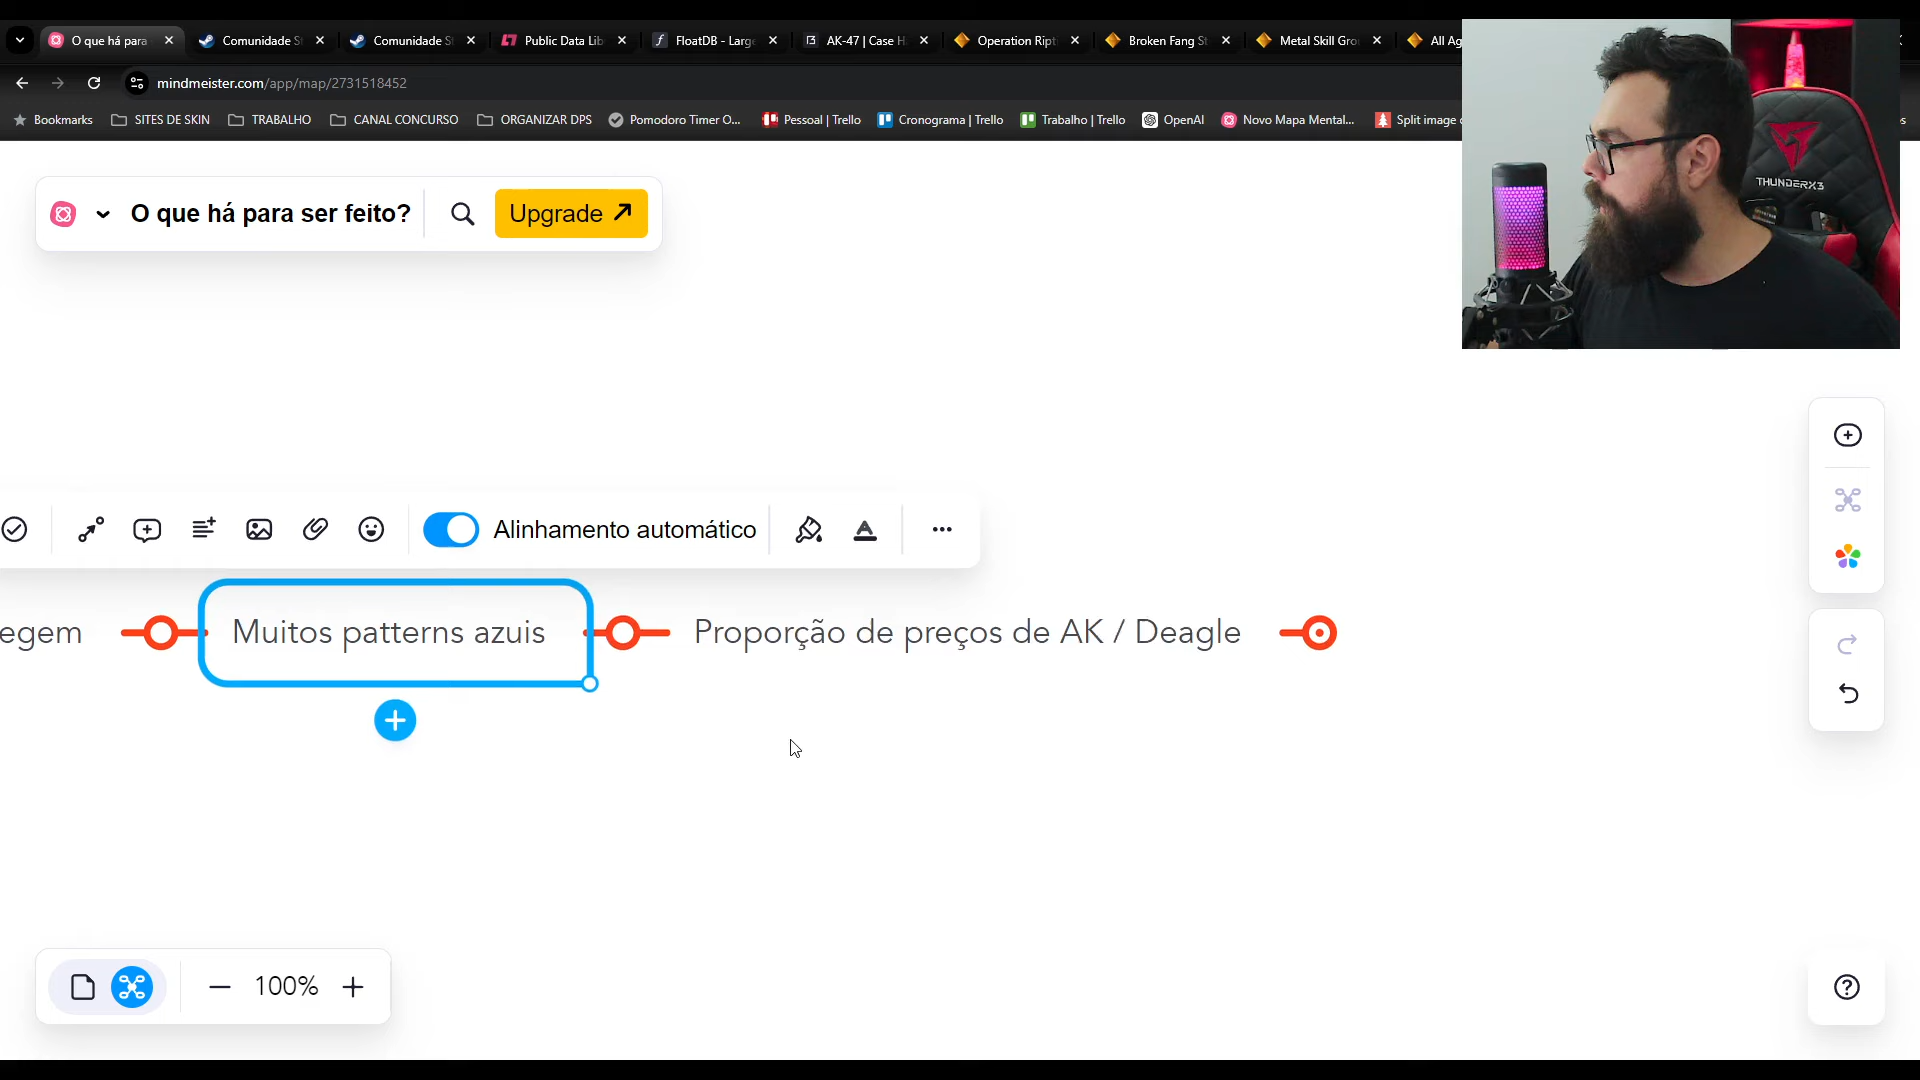 O que há para
Comunidade S
Comunidade S
Public Data Lib
FloatDB - Large
AK-47 | Case H
Operation Ript
Broken Fang St
Metal Skill Gro
All Ag
mindmeister.com/app/map/2731518452
Bookmarks
SITES DE SKIN
TRABALHO
CANAL CONCURSO
ORGANIZAR DPS
Pomodoro Timer O...
Pessoal | Trello
Cronograma | Trello
Trabalho | Trello
OpenAI
Novo Mapa Mental...
Split image
THUNDERX3
O que há para ser feito?
Upgrade
Alinhamento automático
egem
Muitos patterns azuis
Proporção de preços de AK / Deagle
100%